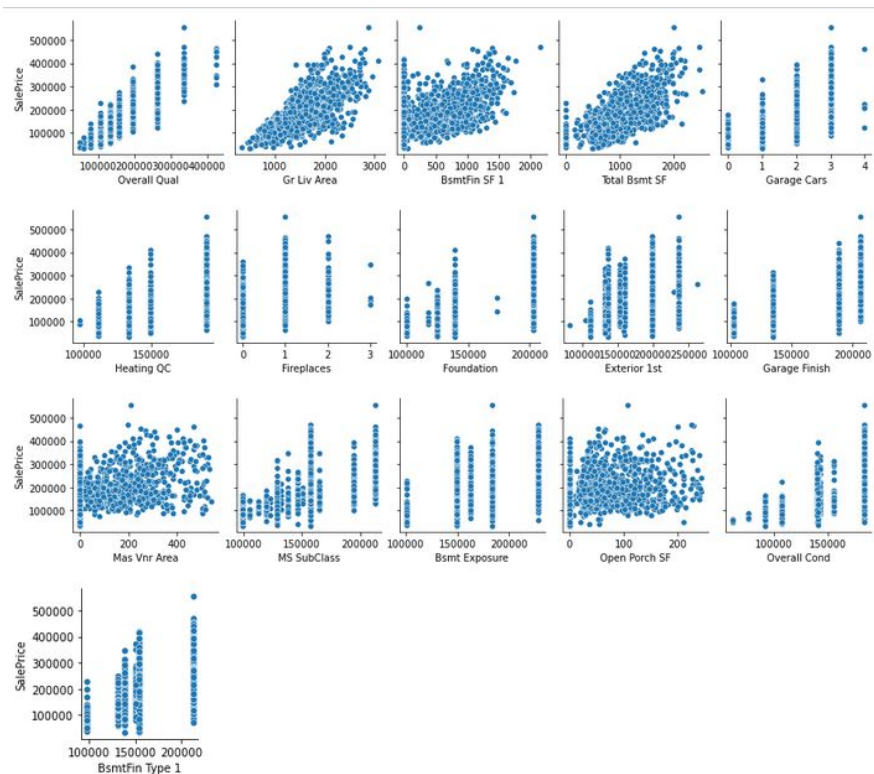 500000
400000
300000
200000
100000
SalePrice
100000200000300000400000
Overall Qual
1000 2000 3000
Gr Liv Area
0 500 1000 1500 2000
BsmtFin SF 1
0 1000 2000
Total Bsmt SF
0 1 2 3 4
Garage Cars
500000
400000
300000
200000
100000
SalePrice
100000 150000
Heating QC
0 1 2 3
Fireplaces
100000 150000 200000
Foundation
100000150000200000250000
Exterior 1st
100000 150000 200000
Garage Finish
500000
400000
300000
200000
100000
SalePrice
0 200 400
Mas Vnr Area
100000 150000 200000
MS SubClass
100000 150000 200000
Bsmt Exposure
0 100 200
Open Porch SF
100000 150000
Overall Cond
500000
400000
300000
200000
100000
SalePrice
100000 150000 200000
BsmtFin Type 1